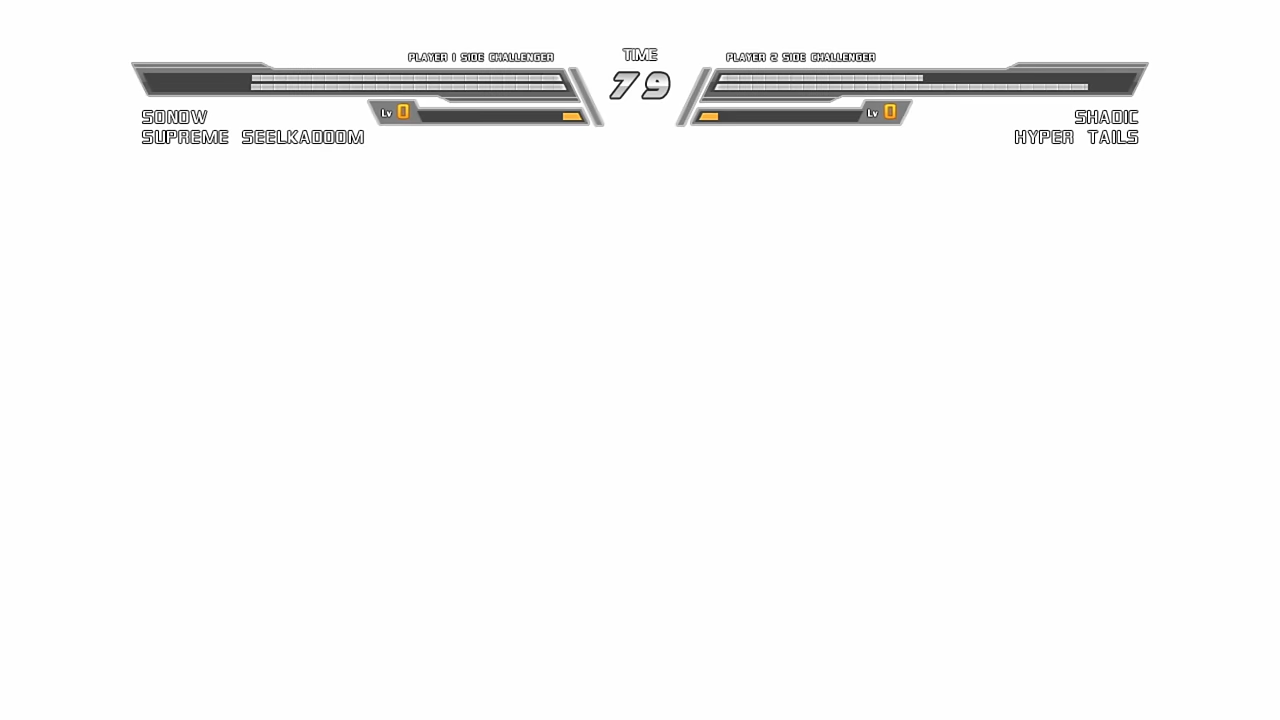 PLAYER 1 SIDE CHALLENGER
TIME
PLAYER 2 SIDE CHALLENGER
79
Lv 0
Lv 0
SONOW
SHADIC
SUPREME SEELKADOOM
HYPER TAILS